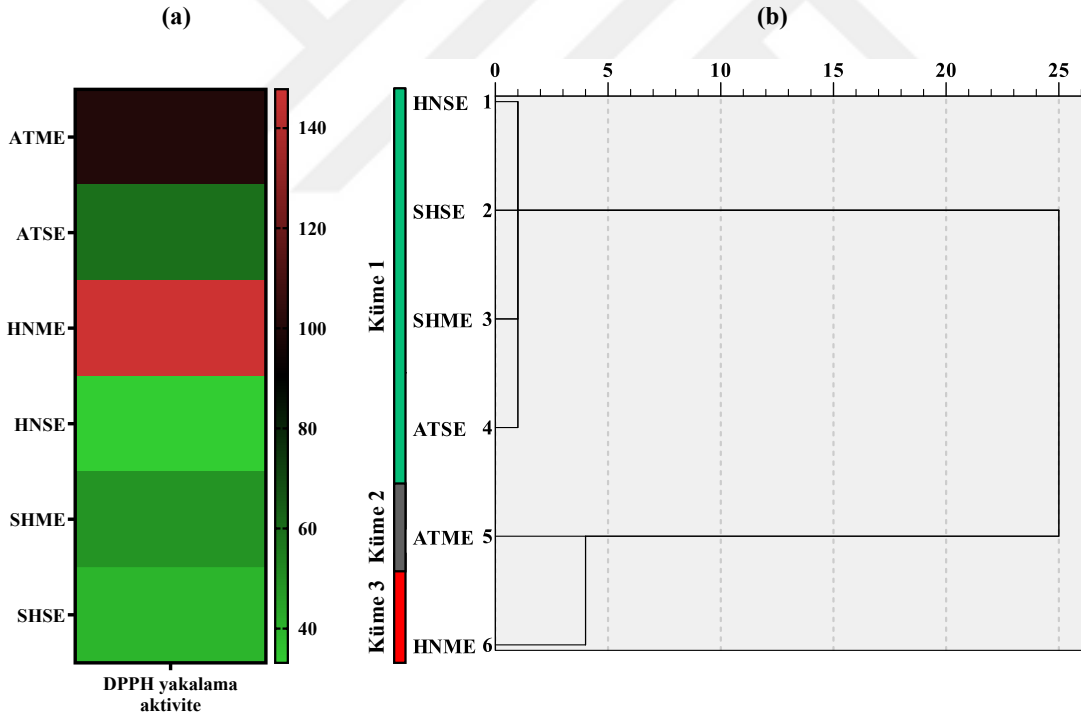 (a)
ATME
ATSE
HNME
HNSE
SHME
SHSE
140
120
100
80
60
40
DPPH yakalama
aktivite
(b)
0 5 10 15 20 25
Küme 1
Küme 2
Küme 3
HNSE 1
SHSE 2
SHME 3
ATSE 4
ATME 5
HNME 6